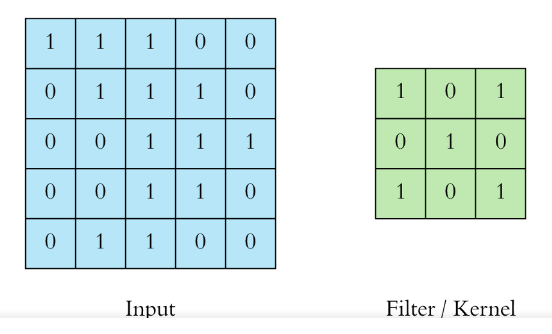 1 1 1 0 0
0 1 1 1 0
0 0 1 1 1
0 0 1 1 0
0 1 1 0 0
Input
1 0 1
0 1 0
1 0 1
Filter / Kernel